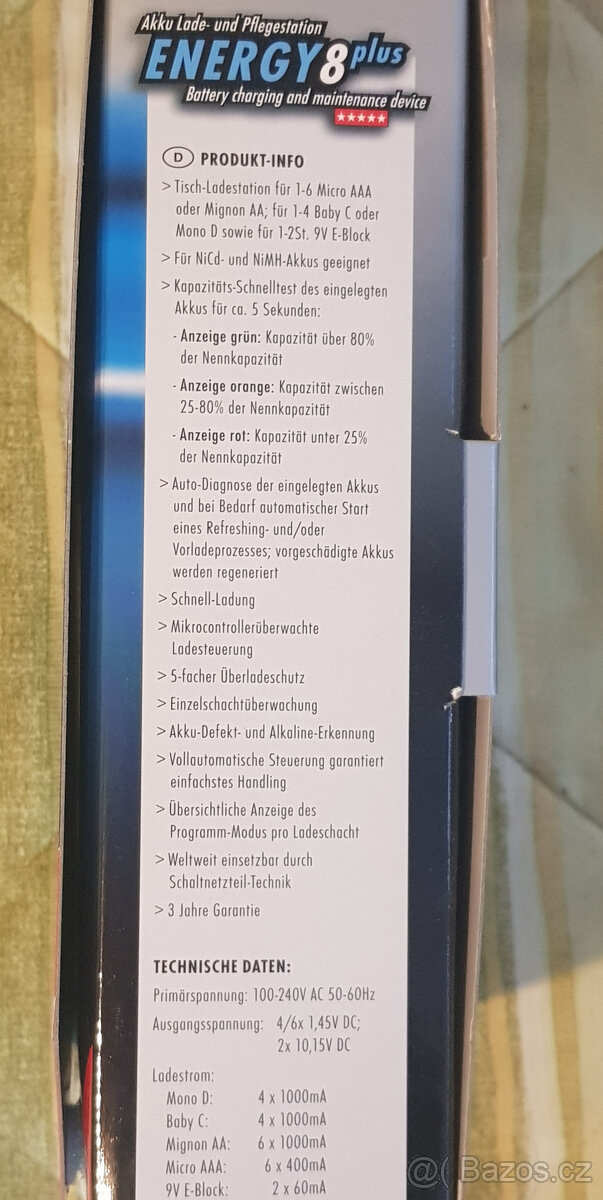 Akku Lade- und Pflegestation
ENERGY 8 plus
Battery charging and maintenance device
D PRODUKT-INFO
> Tisch-Ladestation für 1-6 Micro AAA
oder Mignon AA; für 1-4 Baby C oder
Mono D sowie für 1-2St. 9V E-Block
> Für NiCd- und NiMH-Akkus geeignet
> Kapazitäts-Schnelltest des eingelegten
Akkus für ca. 5 Sekunden:
- Anzeige grün: Kapazität über 80%
der Nennkapazität
- Anzeige orange: Kapazität zwischen
25-80% der Nennkapazität
- Anzeige rot: Kapazität unter 25%
der Nennkapazität
> Auto-Diagnose der eingelegten Akkus
und bei Bedarf automatischer Start
eines Refreshing- und/oder
Vorladeprozesses; vorgeschädigte Akkus
werden regeneriert
> Schnell-Ladung
> Mikrocontrollerüberwachte
Ladesteuerung
> 5-facher Überladeschutz
> Einzelschachtüberwachung
> Akku-Defekt- und Alkaline-Erkennung
> Vollautomatische Steuerung garantiert
einfachstes Handling
> Übersichtliche Anzeige des
Programm-Modus pro Ladeschacht
> Weltweit einsetzbar durch
Schaltnetzteil-Technik
> 3 Jahre Garantie
TECHNISCHE DATEN:
Primärspannung: 100-240V AC 50-60Hz
Ausgangsspannung: 4/6x 1,45V DC;
2x 10,15V DC
Ladestrom:
Mono D: 4 x 1000mA
Baby C: 4 x 1000mA
Mignon AA: 6 x 1000mA
Micro AAA: 6 x 400mA
9V E-Block: 2 x 60mA
Bazos.cz